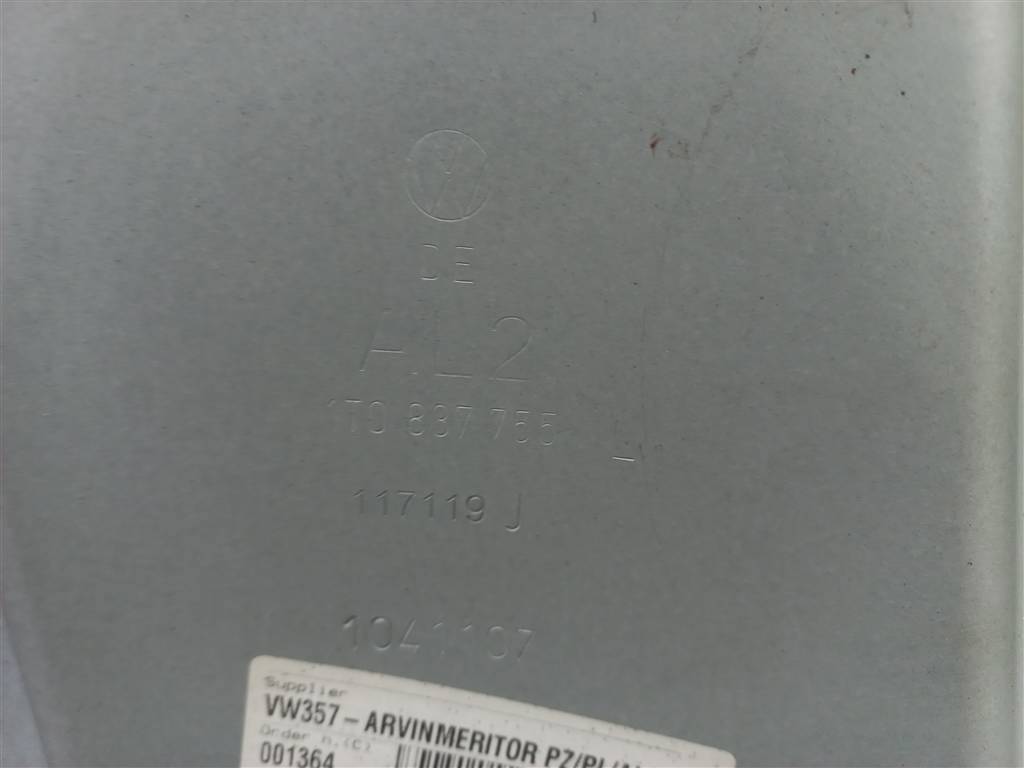 DE
AL2
1T0 837 755
117119 J
1041107
Supplier
VW357-ARVINMERITOR PZ/PL/
Order n.(C)
001364